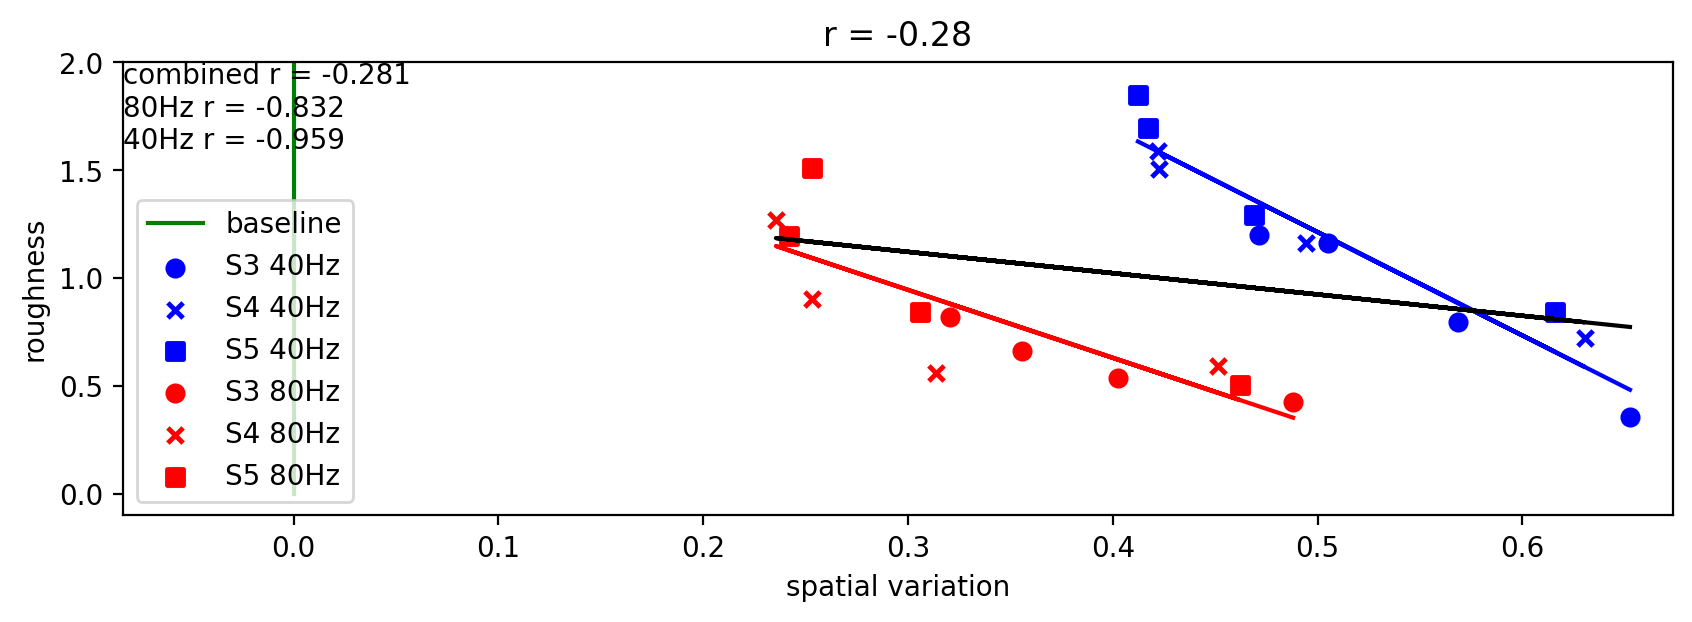 r = -0.28
combined r = -0.281
80Hz r = -0.832
40Hz r = -0.959
2.0
1.5
1.0
0.5
0.0
roughness
baseline
S3 40Hz
S4 40Hz
S5 40Hz
S3 80Hz
S4 80Hz
S5 80Hz
0.0 0.1 0.2 0.3 0.4 0.5 0.6
spatial variation